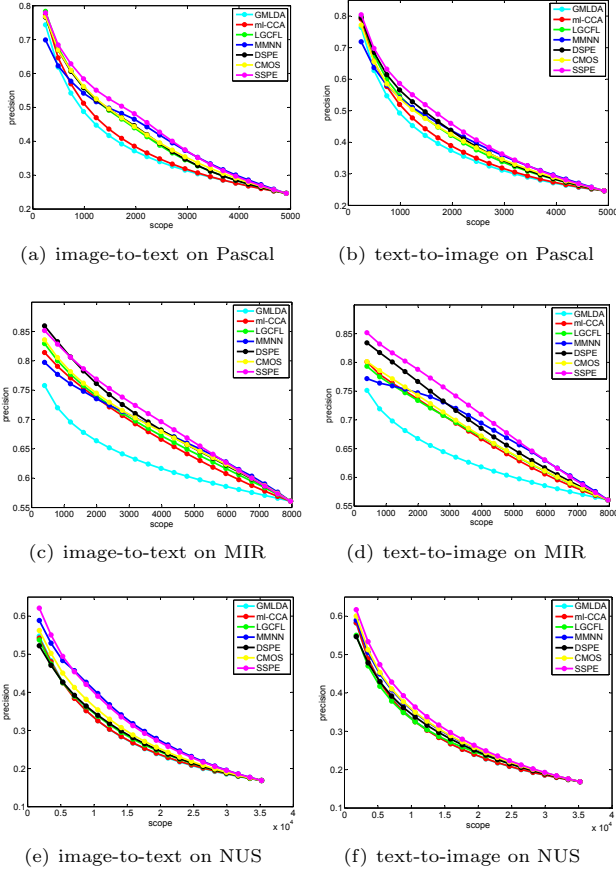 0.8
0.7
0.6
0.5
0.4
0.3
0.2
precision
0 1000 2000 3000 4000 5000
scope
GMLDA
ml-CCA
LGCFL
MMNN
DSPE
CMOS
SSPE
(a) image-to-text on Pascal
0.8
0.7
0.6
0.5
0.4
0.3
0.2
precision
0 1000 2000 3000 4000 5000
scope
GMLDA
ml-CCA
LGCFL
MMNN
DSPE
CMOS
SSPE
(b) text-to-image on Pascal
0.85
0.8
0.75
0.7
0.65
0.6
0.55
precision
0 1000 2000 3000 4000 5000 6000 7000 8000
scope
GMLDA
ml-CCA
LGCFL
MMNN
DSPE
CMOS
SSPE
(c) image-to-text on MIR
0.85
0.8
0.75
0.7
0.65
0.6
0.55
precision
0 1000 2000 3000 4000 5000 6000 7000 8000
scope
GMLDA
ml-CCA
LGCFL
MMNN
DSPE
CMOS
SSPE
(d) text-to-image on MIR
0.6
0.5
0.4
0.3
0.2
0.1
precision
0 0.5 1 1.5 2 2.5 3 3.5 4
scope
x 10^4
GMLDA
ml-CCA
LGCFL
MMNN
DSPE
CMOS
SSPE
(e) image-to-text on NUS
0.6
0.5
0.4
0.3
0.2
0.1
precision
0 0.5 1 1.5 2 2.5 3 3.5 4
scope
x 10^4
GMLDA
ml-CCA
LGCFL
MMNN
DSPE
CMOS
SSPE
(f) text-to-image on NUS